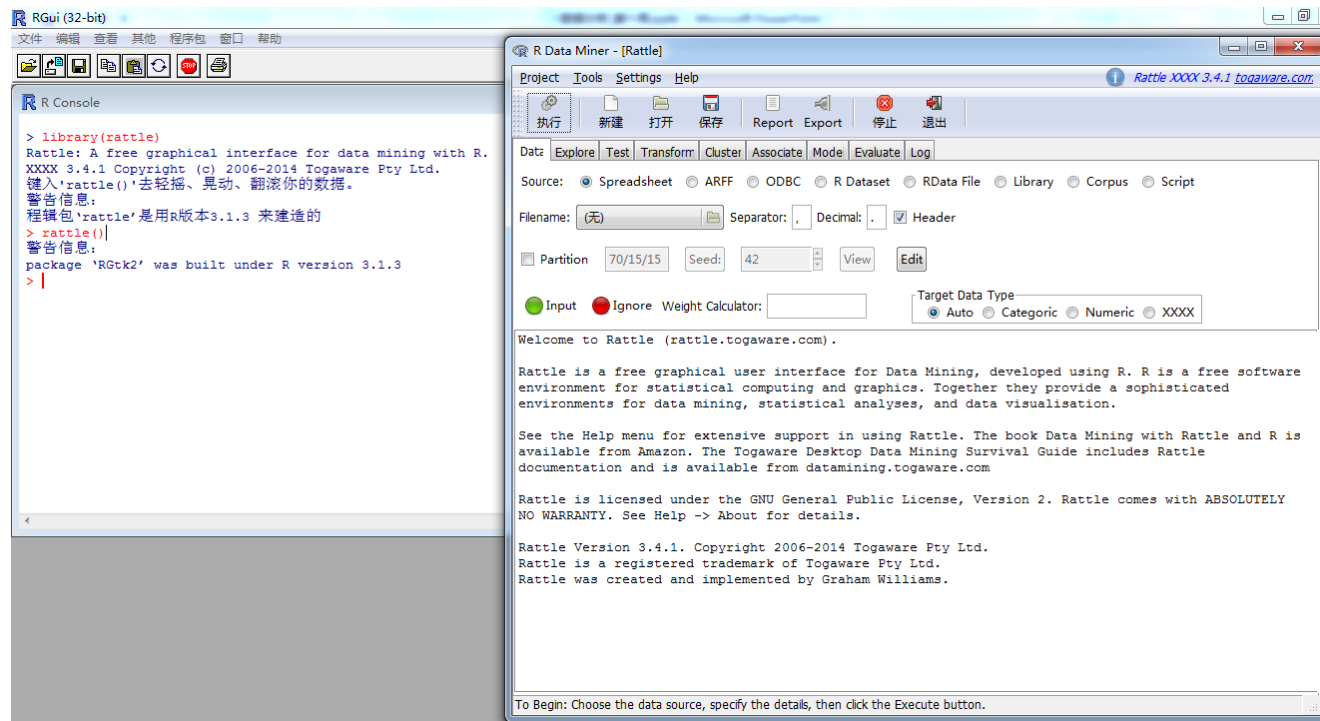 RGui (32-bit)
文件 编辑 查看 其他 程序包 窗口 帮助
STOP
R Console
> library(rattle)
Rattle: A free graphical interface for data mining with R.
XXXX 3.4.1 Copyright (c) 2006-2014 Togaware Pty Ltd.
键入'rattle()'去轻摇、晃动、翻滚你的数据。
警告信息:
程辑包‘rattle’是用R版本3.1.3 来建造的
> rattle()
警告信息:
package ‘RGtk2’ was built under R version 3.1.3
>
R Data Miner - [Rattle]
Project Tools Settings Help Rattle XXXX 3.4.1 togaware.com
执行 新建 打开 保存 Report Export 停止 退出
Data Explore Test Transform Cluster Associate Mode Evaluate Log
Source: Spreadsheet ARFF ODBC R Dataset RData File Library Corpus Script
Filename: (无) Separator: , Decimal: . Header
Partition 70/15/15 Seed: 42 View Edit
Input Ignore Weight Calculator: Target Data Type
Auto Categoric Numeric XXXX
Welcome to Rattle (rattle.togaware.com).
Rattle is a free graphical user interface for Data Mining, developed using R. R is a free software
environment for statistical computing and graphics. Together they provide a sophisticated
environments for data mining, statistical analyses, and data visualisation.
See the Help menu for extensive support in using Rattle. The book Data Mining with Rattle and R is
available from Amazon. The Togaware Desktop Data Mining Survival Guide includes Rattle
documentation and is available from datamining.togaware.com
Rattle is licensed under the GNU General Public License, Version 2. Rattle comes with ABSOLUTELY
NO WARRANTY. See Help -> About for details.
Rattle Version 3.4.1. Copyright 2006-2014 Togaware Pty Ltd.
Rattle is a registered trademark of Togaware Pty Ltd.
Rattle was created and implemented by Graham Williams.
To Begin: Choose the data source, specify the details, then click the Execute button.